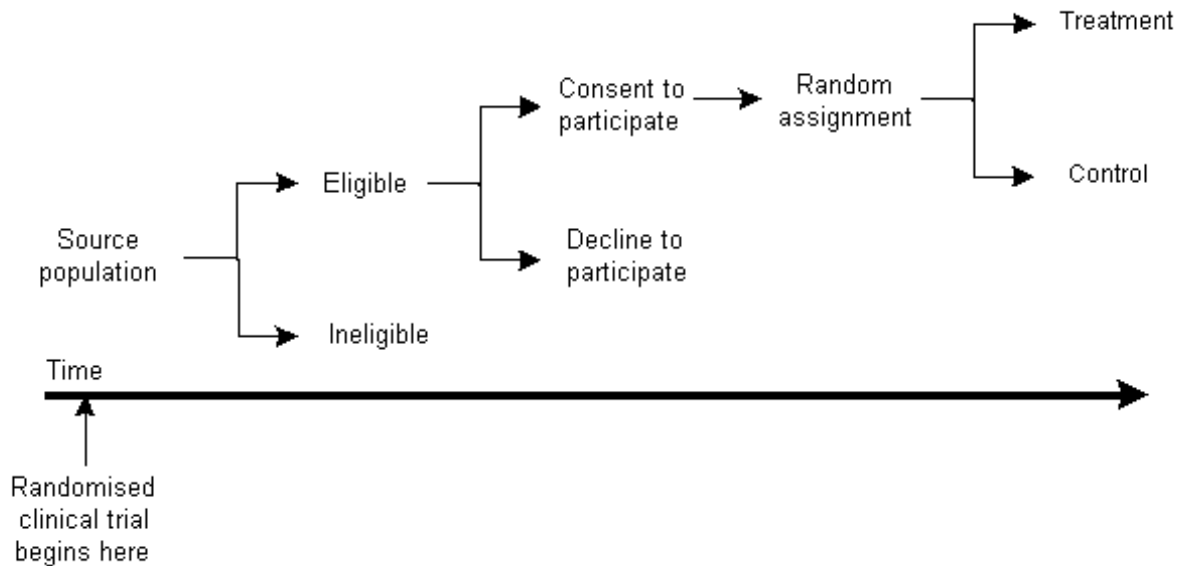 Treatment
Consent to
participate
Random
assignment
Control
Eligible
Source
population
Decline to
participate
Ineligible
Time
Randomised
clinical trial
begins here